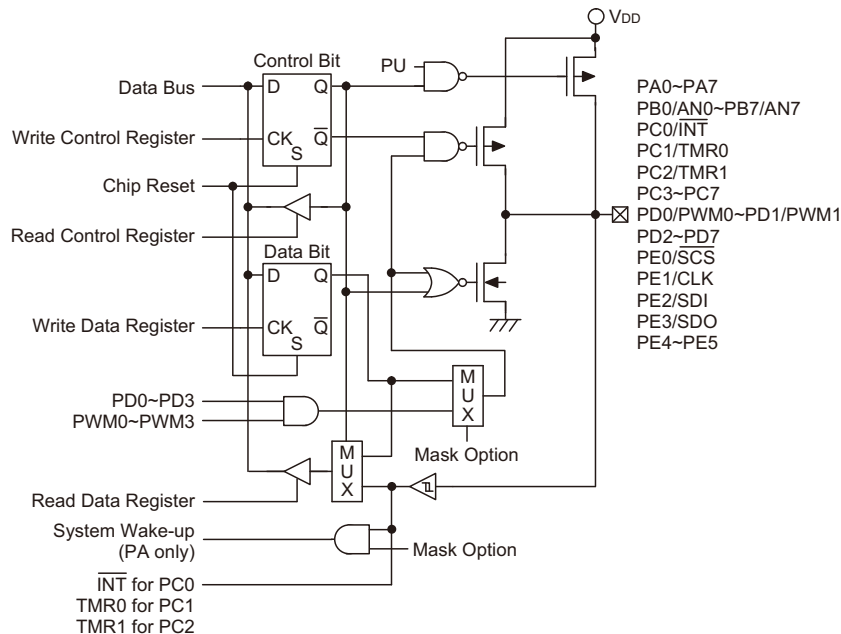 VDD
Control Bit
PU
Data Bus
D
Q
Write Control Register
CK
Q̅
S
Chip Reset
Read Control Register
Data Bit
D
Q
Write Data Register
CK
Q̅
S
PD0~PD3
PWM0~PWM3
M
U
X
Mask Option
M
U
X
Read Data Register
System Wake-up
(PA only)
Mask Option
I̅N̅T̅ for PC0
TMR0 for PC1
TMR1 for PC2
PA0~PA7
PB0/AN0~PB7/AN7
PC0/I̅N̅T̅
PC1/TMR0
PC2/TMR1
PC3~PC7
PD0/PWM0~PD1/PWM1
PD2~PD7
PE0/S̅C̅S̅
PE1/CLK
PE2/SDI
PE3/SDO
PE4~PE5